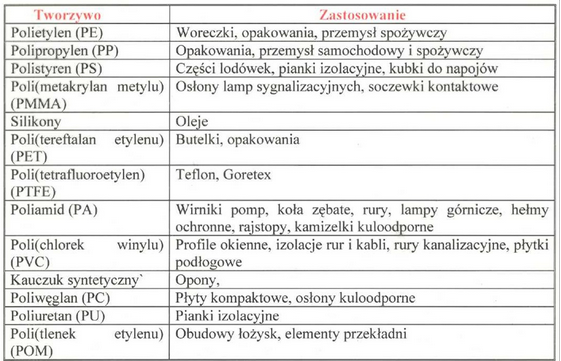 Tworzywo Zastosowanie
Polietylen (PE) Woreczki, opakowania, przemysł spożywczy
Polipropylen (PP) Opakowania, przemysł samochodowy i spożywczy
Polistyren (PS) Części lodówek, pianki izolacyjne, kubki do napojów
Poli(metakrylan metylu) Osłony lamp sygnalizacyjnych, soczewki kontaktowe
(PMMA)
Silikony Oleje
Poli(tereftalan etylenu) Butelki, opakowania
(PET)
Poli(tetrafluoroetylen) Teflon, Goretex
(PTFE)
Poliamid (PA) Wirniki pomp, koła zębate, rury, lampy górnicze, hełmy
ochronne, rajstopy, kamizelki kuloodporne
Poli(chlorek winylu) Profile okienne, izolacje rur i kabli, rury kanalizacyjne, płytki
(PVC) podłogowe
Kauczuk syntetyczny` Opony,
Poliwęglan (PC) Płyty kompaktowe, osłony kuloodporne
Poliuretan (PU) Pianki izolacyjne
Poli(tlenek etylenu) Obudowy łożysk, elementy przekładni
(POM)